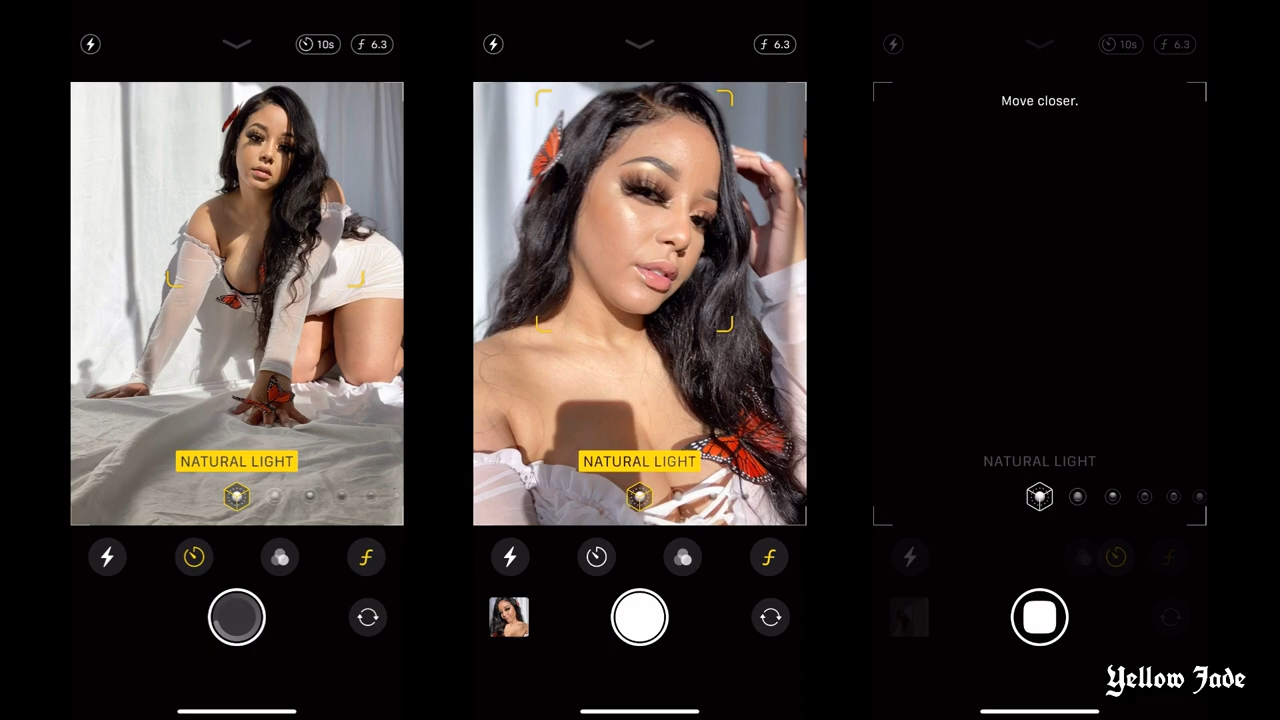 10s
f 6.3
NATURAL LIGHT
f
f 6.3
NATURAL LIGHT
f
10s
f 6.3
Move closer.
NATURAL LIGHT
f
Yellow Jade